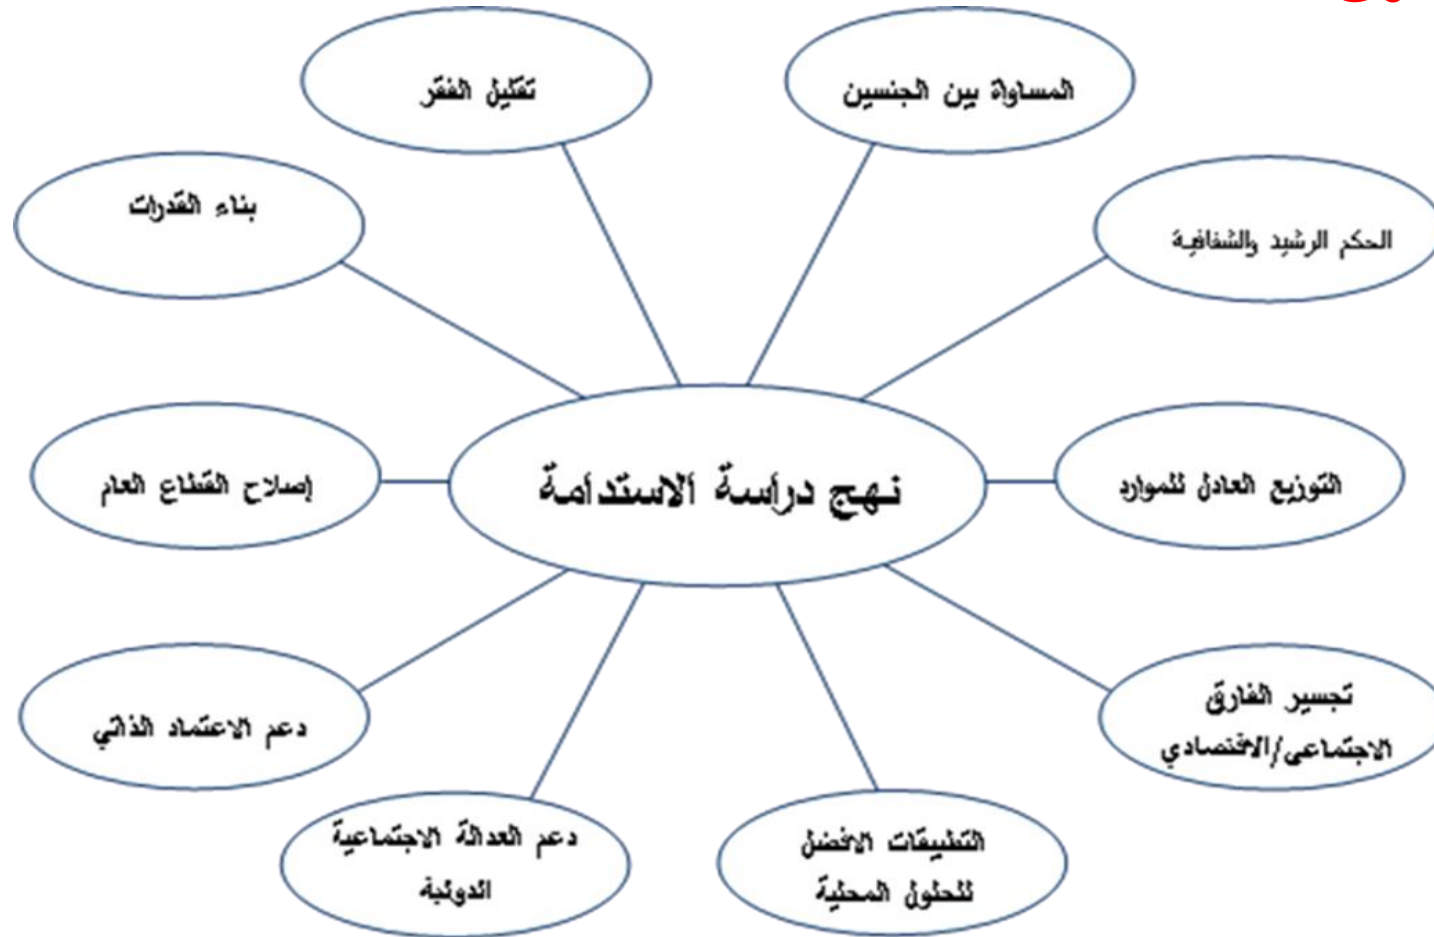 المساواة بين الجنسين
تقليل الفقر
الحكم الرشيد والشفافية
بناء القدرات
نهج دراسة الاستدامة
التوزيع العادل للموارد
إصلاح القطاع العام
تجسير الفارق
الاجتماعي/الاقتصادي
دعم الاعتماد الذاتي
التطبيقات الافضل
للحلول المحلية
دعم العدالة الاجتماعية
الدولية